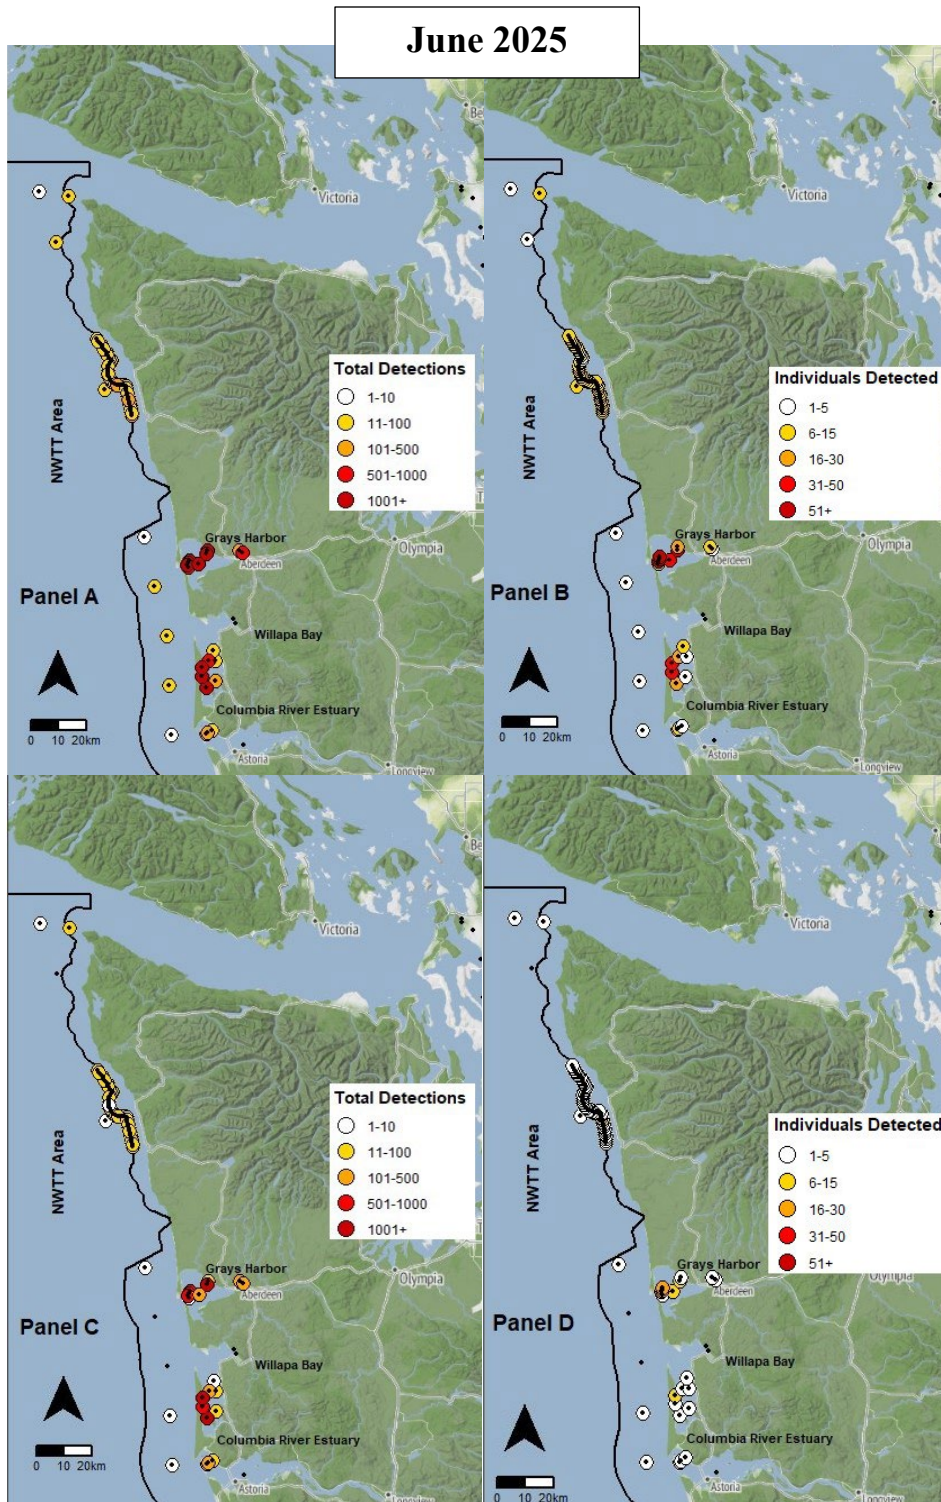 June 2025
Be
Victoria
Victoria
Total Detections
1-10
11-100
101-500
501-1000
1001+
NWTT Area
Individuals Detected
1-5
6-15
16-30
31-50
51+
NWTT Area
Grays Harbor
Olympia
Aberdeen
Grays Harbor
Olympia
Aberdeen
Panel A
Panel B
Willapa Bay
Willapa Bay
Columbia River Estuary
Columbia River Estuary
0 10 20km
0 10 20km
Astoria
Longview
Astoria
Longview
Be
Victoria
Victoria
Total Detections
1-10
11-100
101-500
501-1000
1001+
NWTT Area
Individuals Detected
1-5
6-15
16-30
31-50
51+
NWTT Area
Grays Harbor
Olympia
Aberdeen
Grays Harbor
Olympia
Aberdeen
Panel C
Panel D
Willapa Bay
Willapa Bay
Columbia River Estuary
Columbia River Estuary
0 10 20km
0 10 20km
Astoria
Astoria